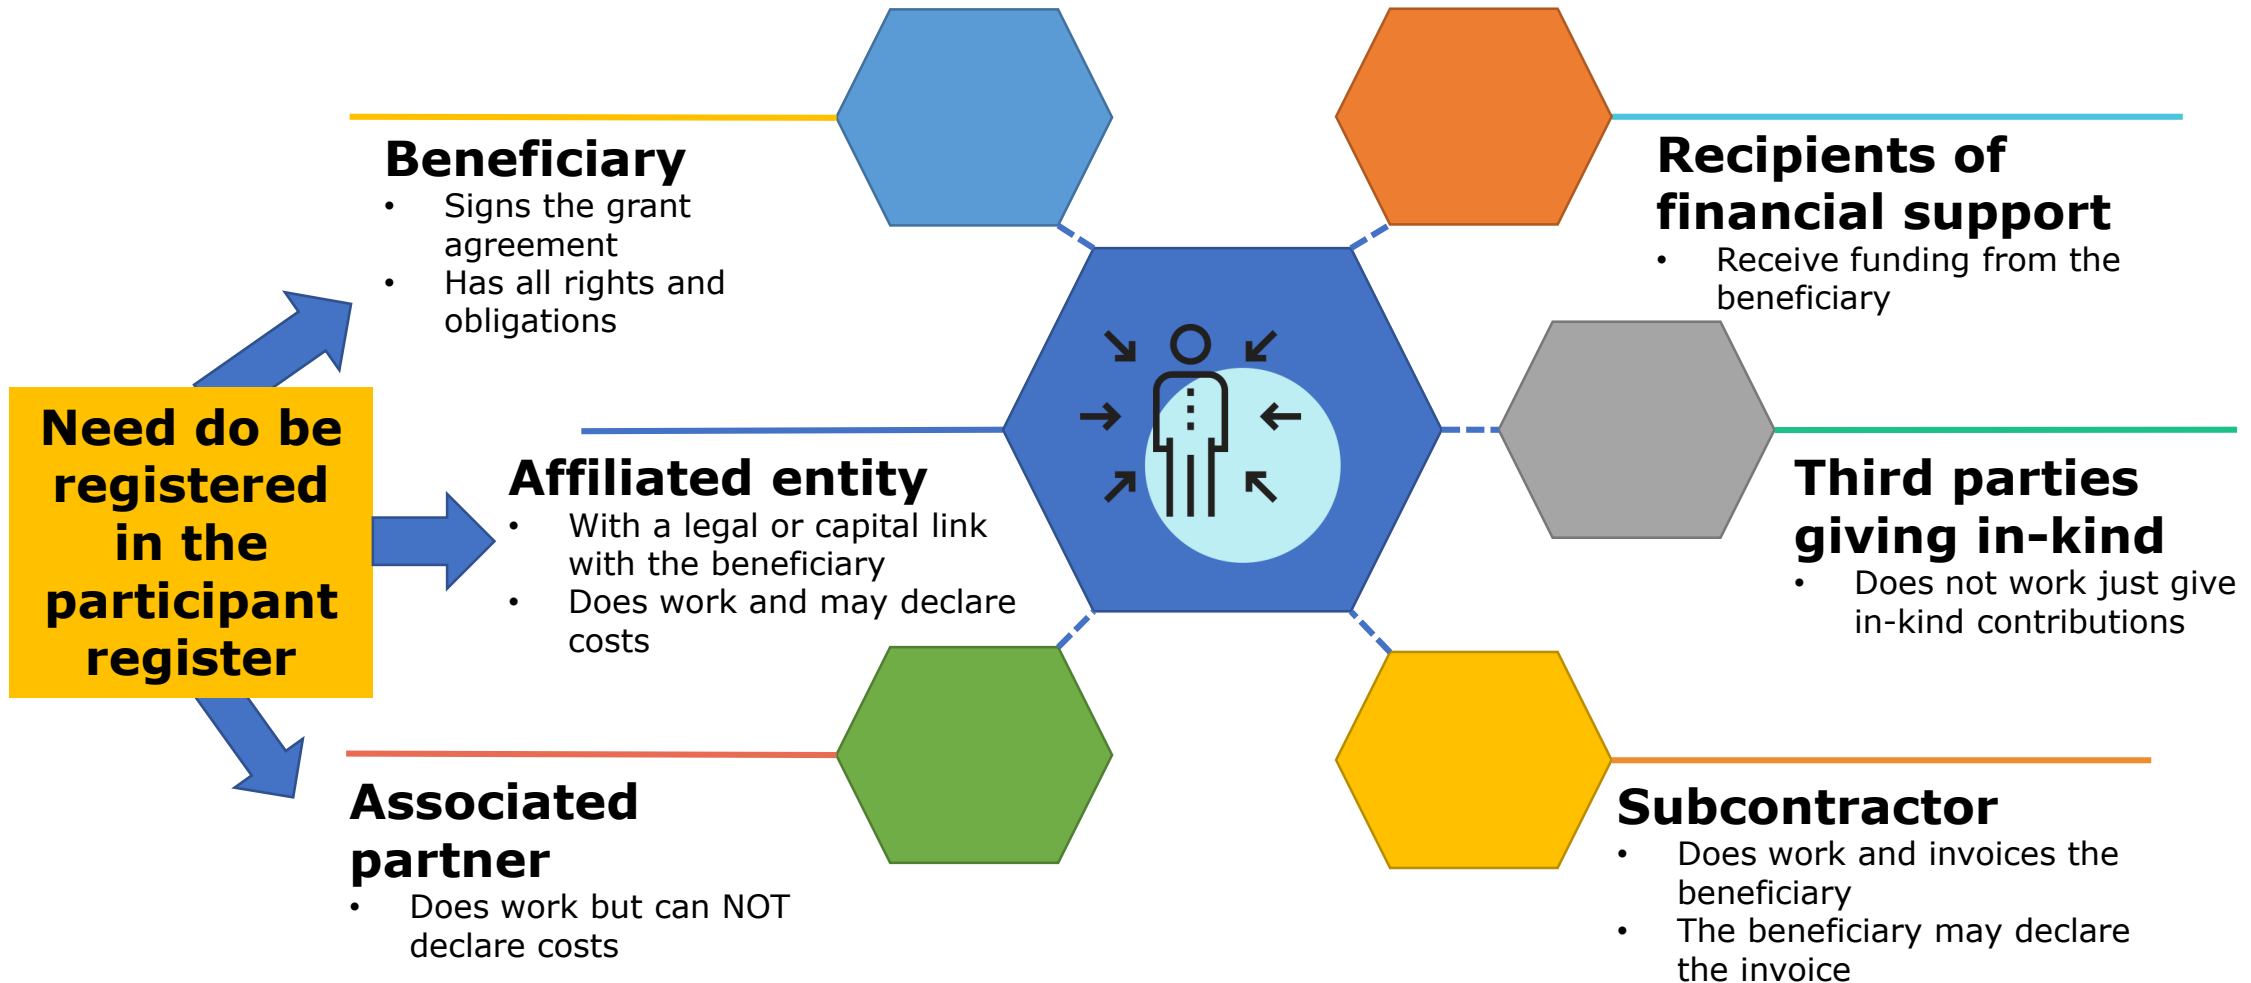 Beneficiary
• Signs the grant
agreement
• Has all rights and
obligations
Need do be
registered
in the
participant
register
Affiliated entity
• With a legal or capital link
with the beneficiary
• Does work and may declare
costs
Associated
partner
• Does work but can NOT
declare costs
Recipients of
financial support
• Receive funding from the
beneficiary
Third parties
giving in-kind
• Does not work just give
in-kind contributions
Subcontractor
• Does work and invoices the
beneficiary
• The beneficiary may declare
the invoice